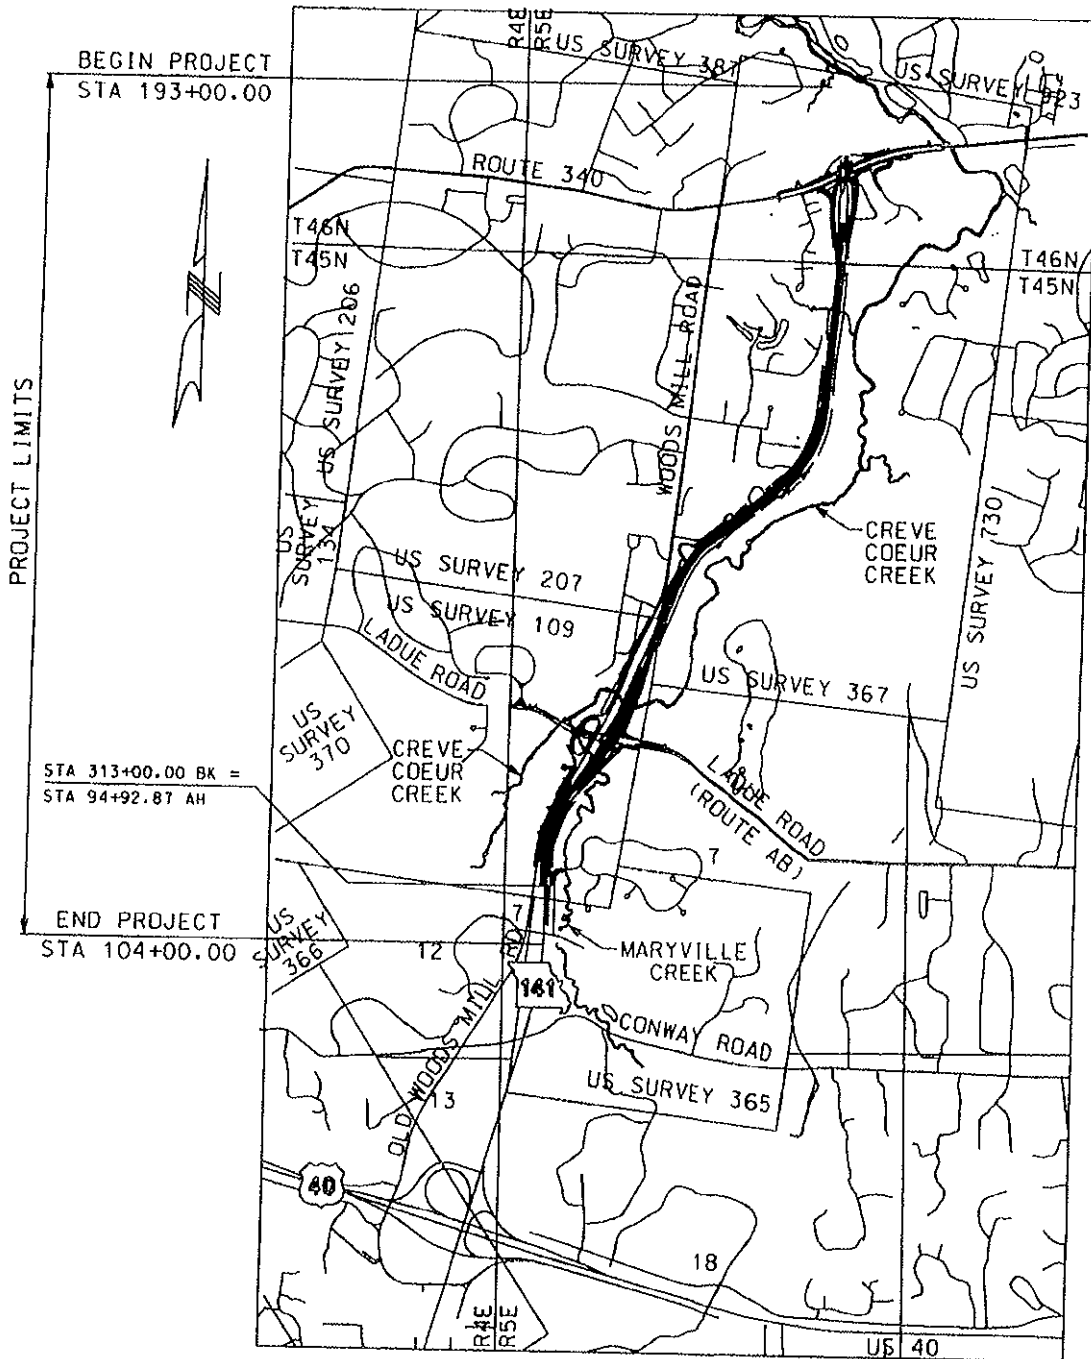 BEGIN PROJECT
STA 193+00.00
R4E
R5E
US SURVEY 387
US SURVEY 923
ROUTE 340
T46N
T45N
T46N
T45N
US SURVEY 206
WOODS MILL ROAD
PROJECT LIMITS
US
SURVEY
134
CREVE
COEUR
CREEK
US SURVEY 730
US SURVEY 207
US SURVEY 109
LADUE ROAD
US SURVEY 367
US
SURVEY
370
CREVE
COEUR
CREEK
STA 313+00.00 BK =
STA 94+92.87 AH
LADUE ROAD
(ROUTE AB)
7
END PROJECT
STA 104+00.00
US
SURVEY
366
7
12
MARYVILLE
CREEK
141
OLD WOODS MILL RD
CONWAY ROAD
13
US SURVEY 365
40
18
R4E
R5E
US 40